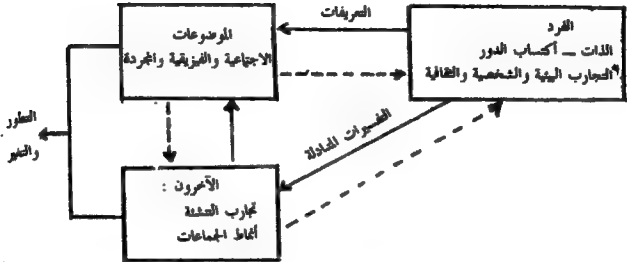 التعريفات
الفرد
الذات — أكتساب الدور
التجارب البيئية والشخصية والثقافية
الموضوعات
الاجتماعية والفيزيقية والمجردة
التفسيرات المتبادلة
التطور
والتغير
الآخرون :
تجارب التنشئة
أنماط الجماعات